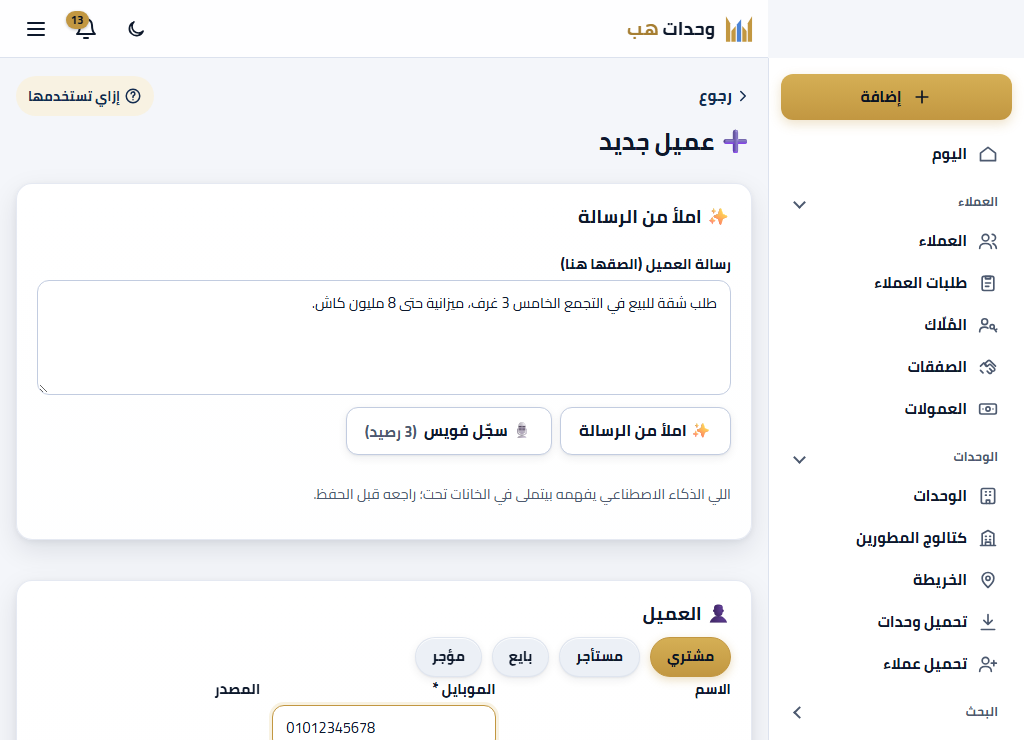 وحدات هب
13
إضافة
اليوم
العملاء
العملاء
طلبات العملاء
المُلّاك
الصفقات
العمولات
الوحدات
الوحدات
كتالوج المطورين
الخريطة
تحميل وحدات
تحميل عملاء
البحث
رجوع
إزاي تستخدمها
عميل جديد
املأ من الرسالة
رسالة العميل (الصقها هنا)
طلب شقة للبيع في التجمع الخامس 3 غرف، ميزانية حتى 8 مليون كاش.
املأ من الرسالة
سجّل فويس (3 رصيد)
اللي الذكاء الاصطناعي يفهمه بيتملى في الخانات تحت؛ راجعه قبل الحفظ.
العميل
مشتري
مستأجر
بايع
مؤجر
الاسم
الموبايل *
المصدر
01012345678